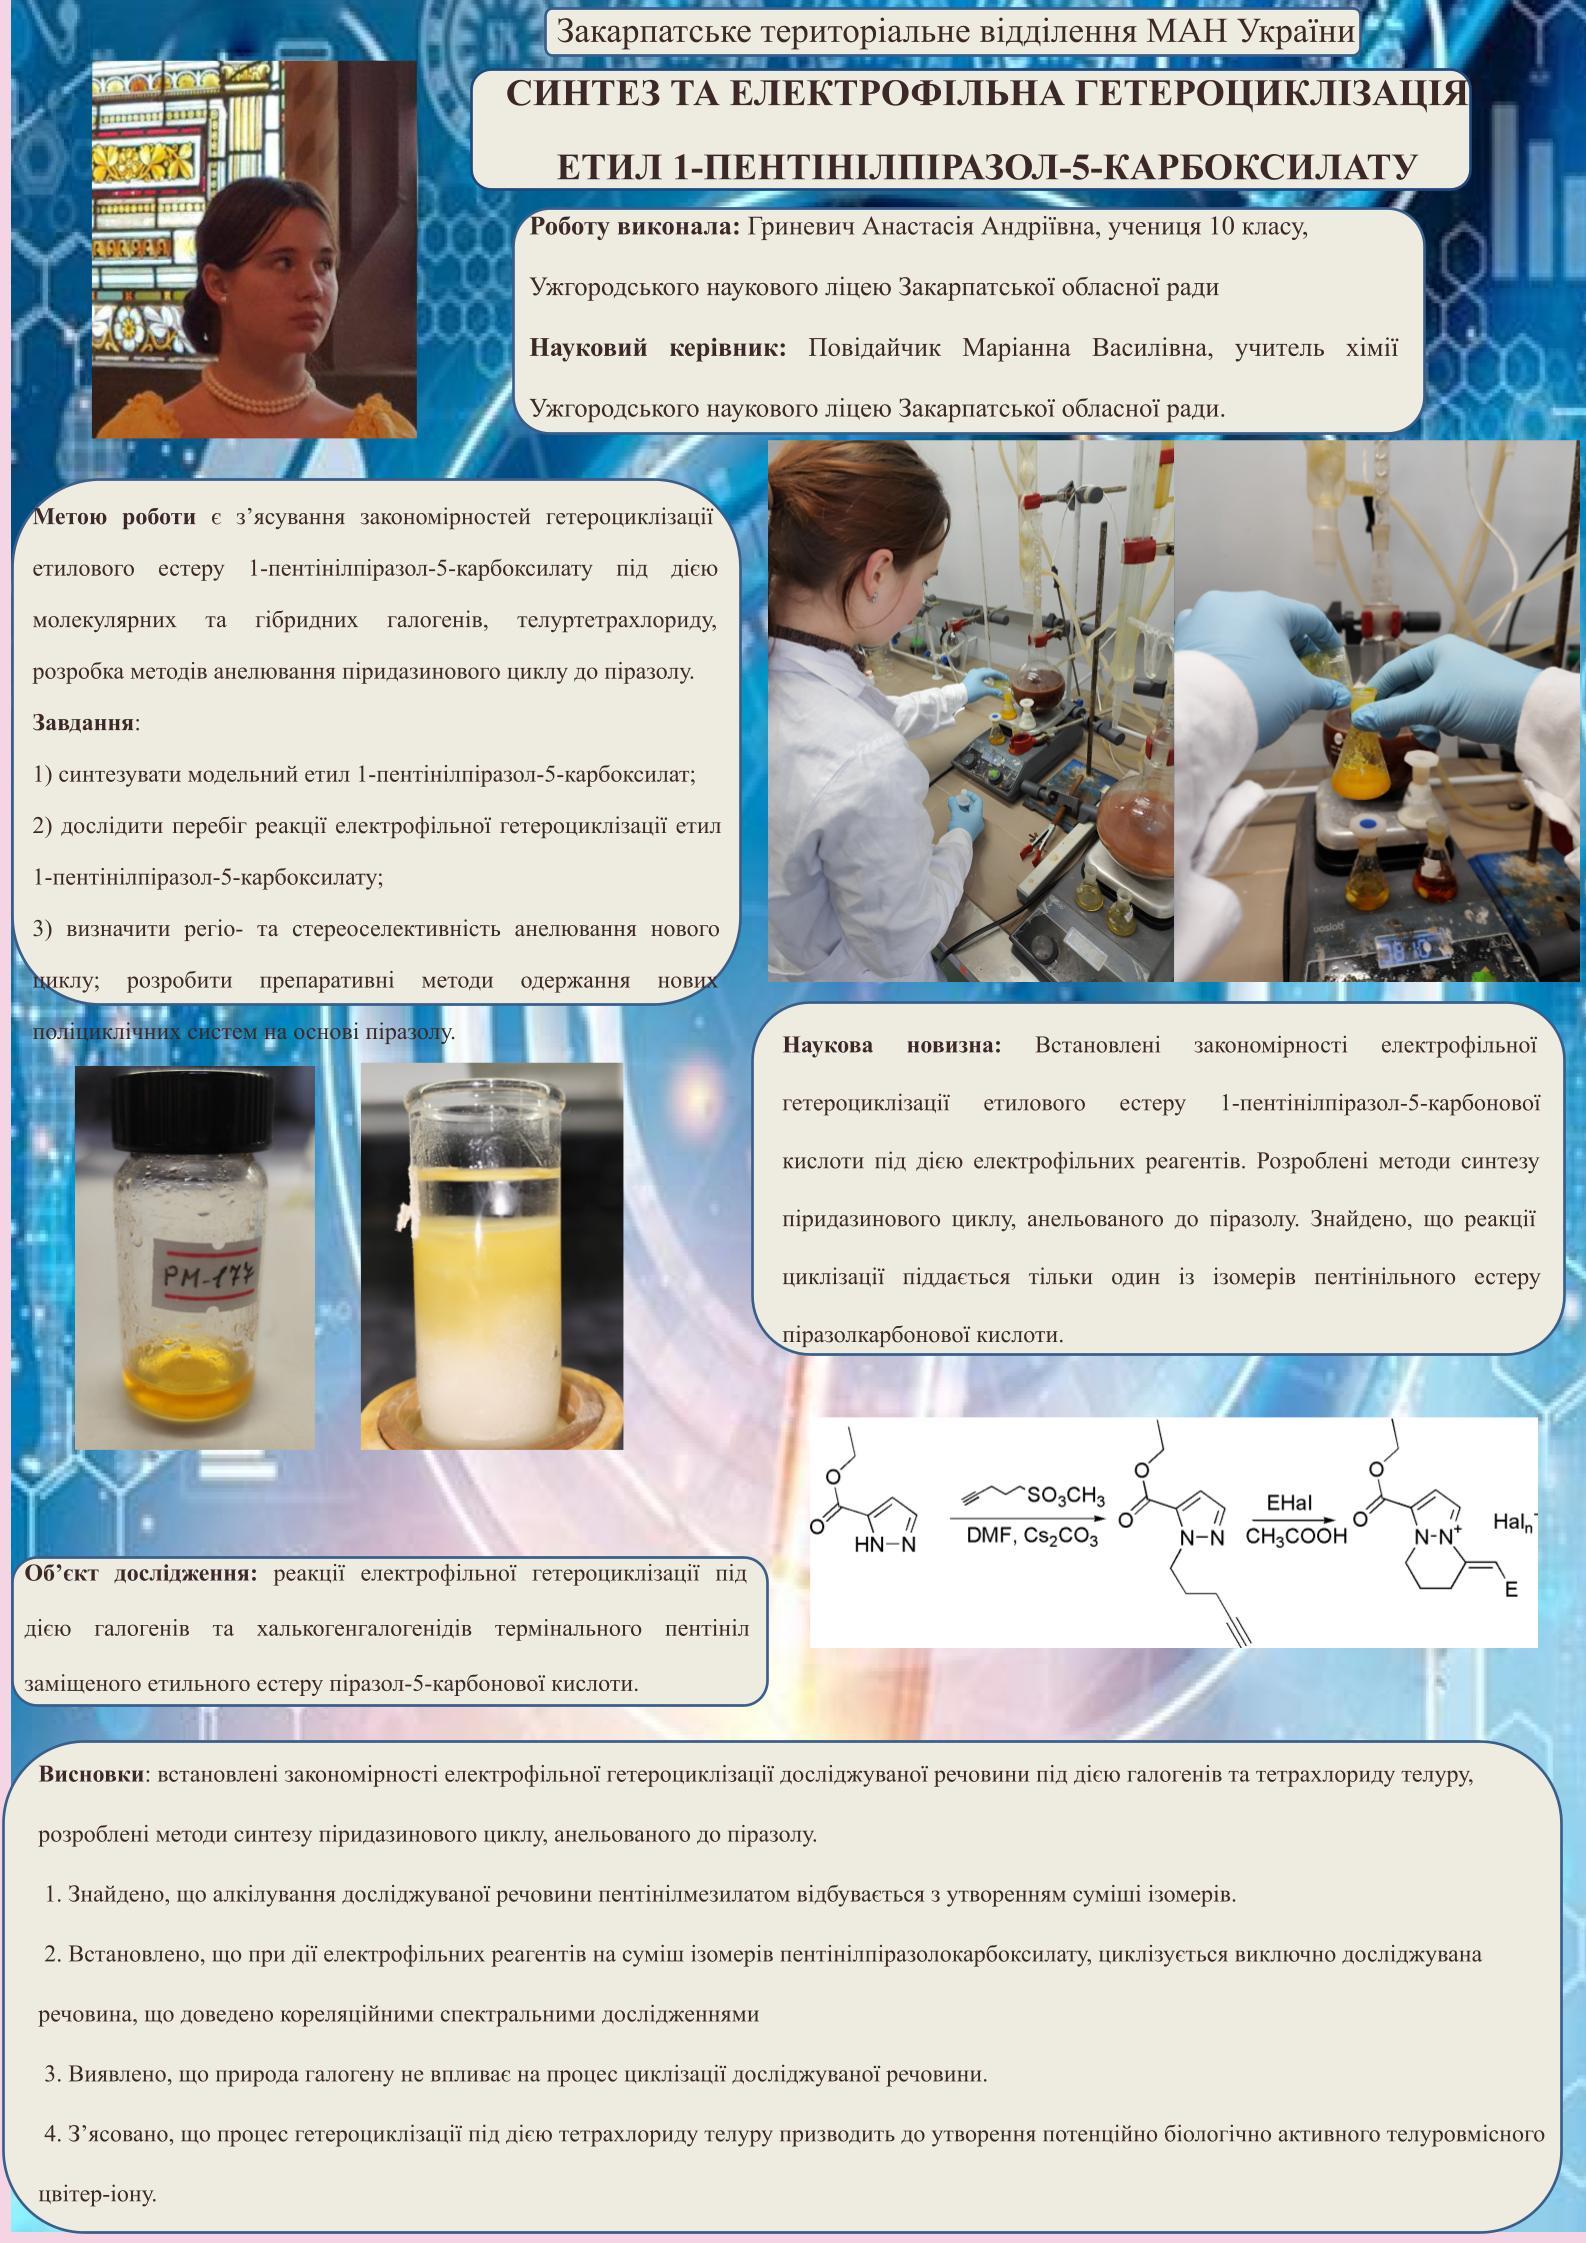 Закарпатське територіальне відділення МАН України
СИНТЕЗ ТА ЕЛЕКТРОФІЛЬНА ГЕТЕРОЦИКЛІЗАЦІЯ
ЕТИЛ 1-ПЕНТІНІЛПІРАЗОЛ-5-КАРБОКСИЛАТУ
Роботу виконала: Гриневич Анастасія Андріївна, учениця 10 класу,
Ужгородського наукового ліцею Закарпатської обласної ради
Науковий керівник: Повідайчик Маріанна Василівна, учитель хімії
Ужгородського наукового ліцею Закарпатської обласної ради.
Метою роботи є з’ясування закономірностей гетероциклізації
етилового естеру 1-пентінілпіразол-5-карбоксилату під дією
молекулярних та гібридних галогенів, телуртетрахлориду,
розробка методів анелювання піридазинового циклу до піразолу.
Завдання:
1) синтезувати модельний етил 1-пентінілпіразол-5-карбоксилат;
2) дослідити перебіг реакції електрофільної гетероциклізації етил
1-пентінілпіразол-5-карбоксилату;
3) визначити регіо- та стереоселективність анелювання нового
циклу; розробити препаративні методи одержання нових
поліциклічних систем на основі піразолу.
Наукова новизна: Встановлені закономірності електрофільної
гетероциклізації етилового естеру 1-пентінілпіразол-5-карбонової
кислоти під дією електрофільних реагентів. Розроблені методи синтезу
піридазинового циклу, анельованого до піразолу. Знайдено, що реакції
циклізації піддається тільки один із ізомерів пентінільного естеру
піразолкарбонової кислоти.
PM-177
O
O
HN–N
SO₃CH₃
DMF, Cs₂CO₃
O
O
N–N
EHal
CH₃COOH
O
O
N–N⁺
E
Halₙ⁻
Об’єкт дослідження: реакції електрофільної гетероциклізації під
дією галогенів та халькогенгалогенідів термінального пентініл
заміщеного етильного естеру піразол-5-карбонової кислоти.
Висновки: встановлені закономірності електрофільної гетероциклізації досліджуваної речовини під дією галогенів та тетрахлориду телуру,
розроблені методи синтезу піридазинового циклу, анельованого до піразолу.
1. Знайдено, що алкілування досліджуваної речовини пентінілмезилатом відбувається з утворенням суміші ізомерів.
2. Встановлено, що при дії електрофільних реагентів на суміш ізомерів пентінілпіразолокарбоксилату, циклізується виключно досліджувана
речовина, що доведено кореляційними спектральними дослідженнями
3. Виявлено, що природа галогену не впливає на процес циклізації досліджуваної речовини.
4. З’ясовано, що процес гетероциклізації під дією тетрахлориду телуру призводить до утворення потенційно біологічно активного телуровмісного
цвітер-іону.